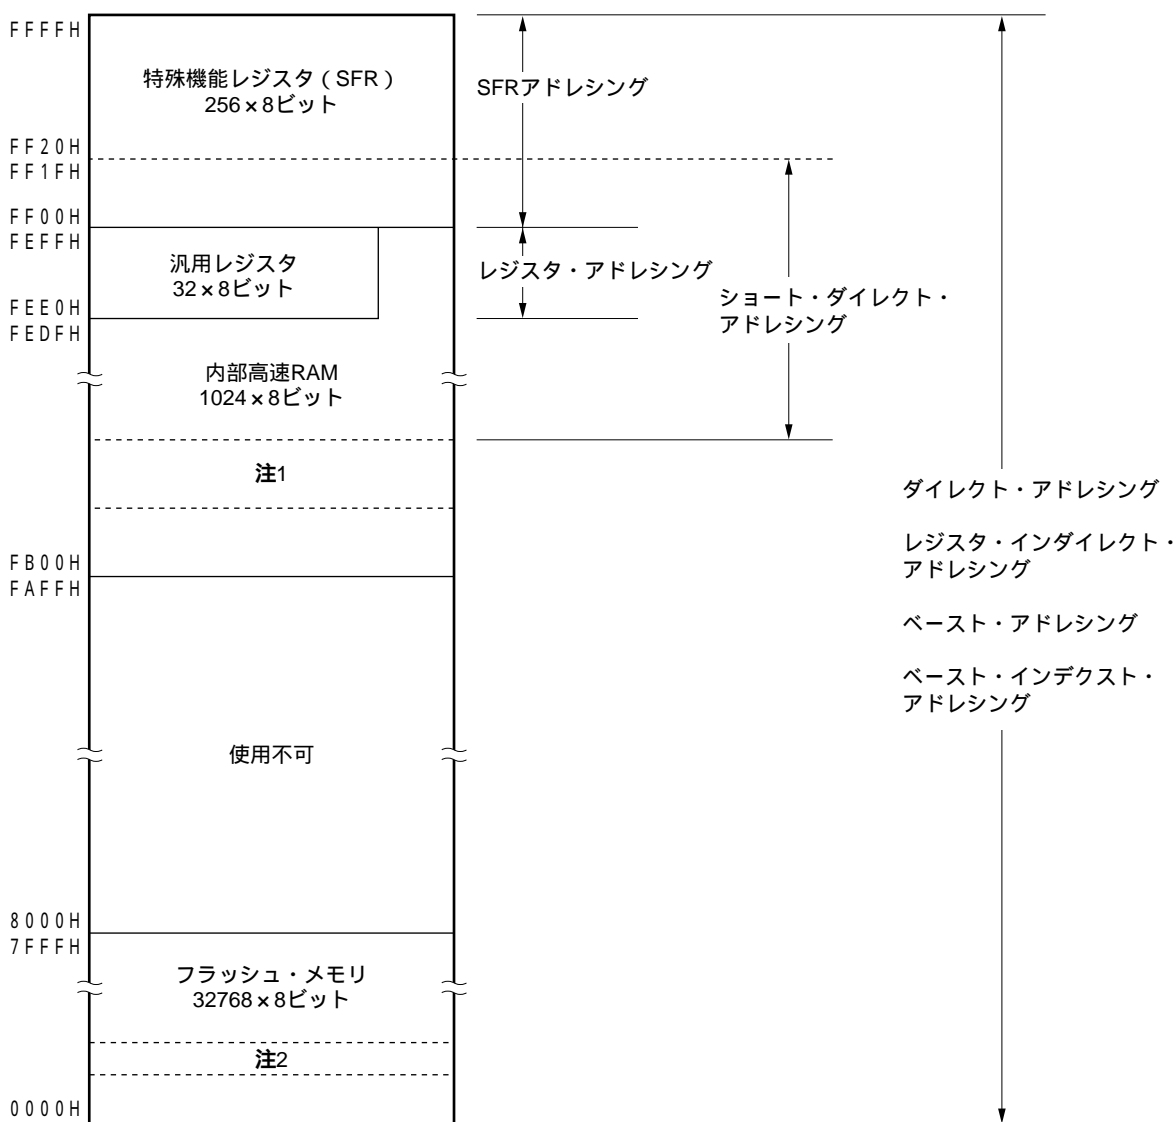 FFFFH
特殊機能レジスタ（SFR）
256×8ビット
SFRアドレシング
FF20H
FF1FH
FF00H
FEFFH
汎用レジスタ
32×8ビット
レジスタ・アドレシング
ショート・ダイレクト・
アドレシング
FEE0H
FEDFH
内部高速RAM
1024×8ビット
注1
ダイレクト・アドレシング
レジスタ・インダイレクト・
アドレシング
ベースト・アドレシング
ベースト・インデクスト・
アドレシング
FB00H
FAFFH
使用不可
8000H
7FFFH
フラッシュ・メモリ
32768×8ビット
注2
0000H